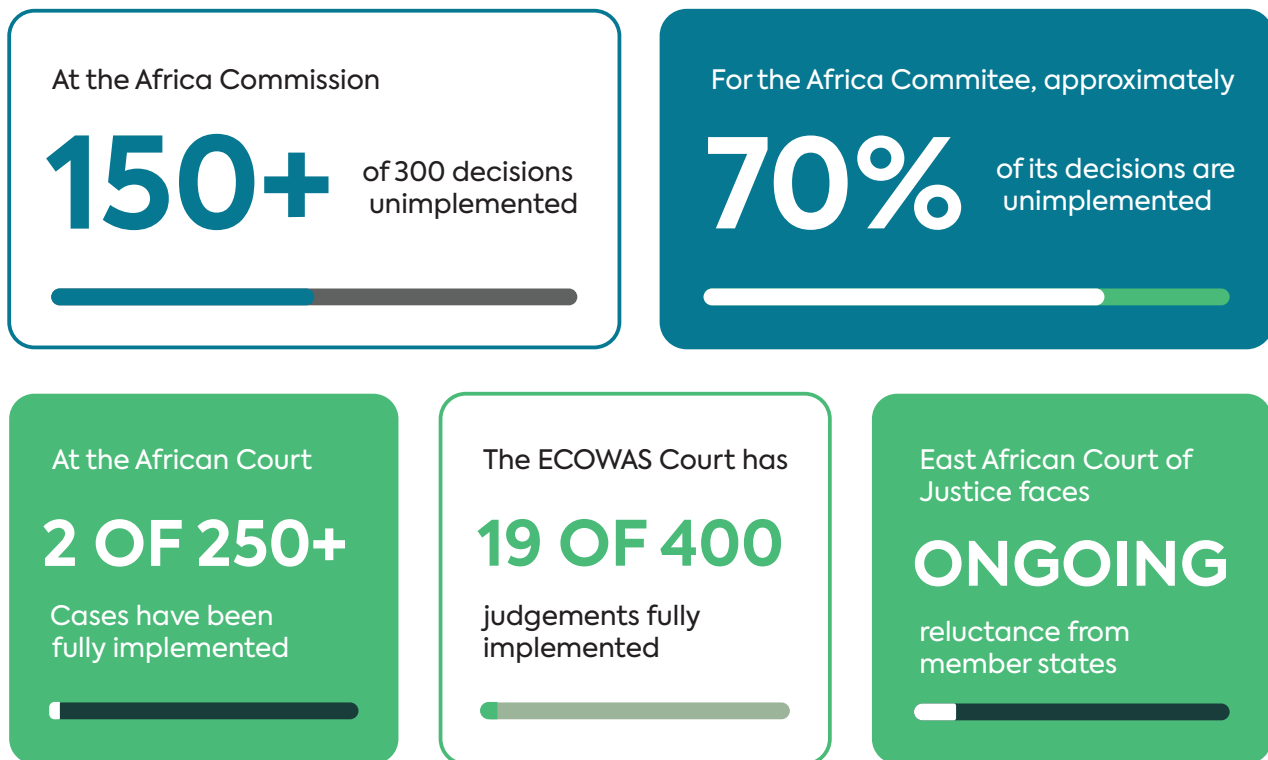 At the Africa Commission
150+
of 300 decisions
unimplemented
For the Africa Commitee, approximately
70%
of its decisions are
unimplemented
At the African Court
2 OF 250+
Cases have been
fully implemented
The ECOWAS Court has
19 OF 400
judgements fully
implemented
East African Court of
Justice faces
ONGOING
reluctance from
member states